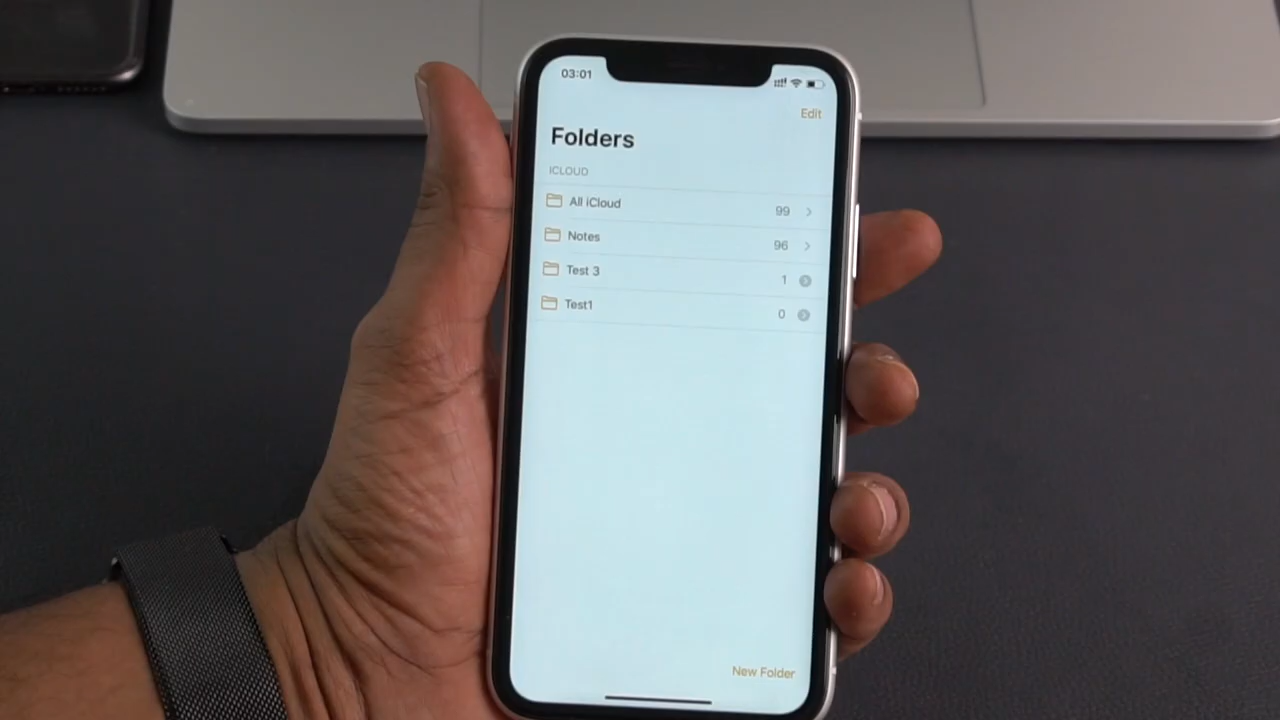 03:01
Edit
Folders
ICLOUD
All iCloud 99
Notes 96
Test 3 1
Test1 0
New Folder